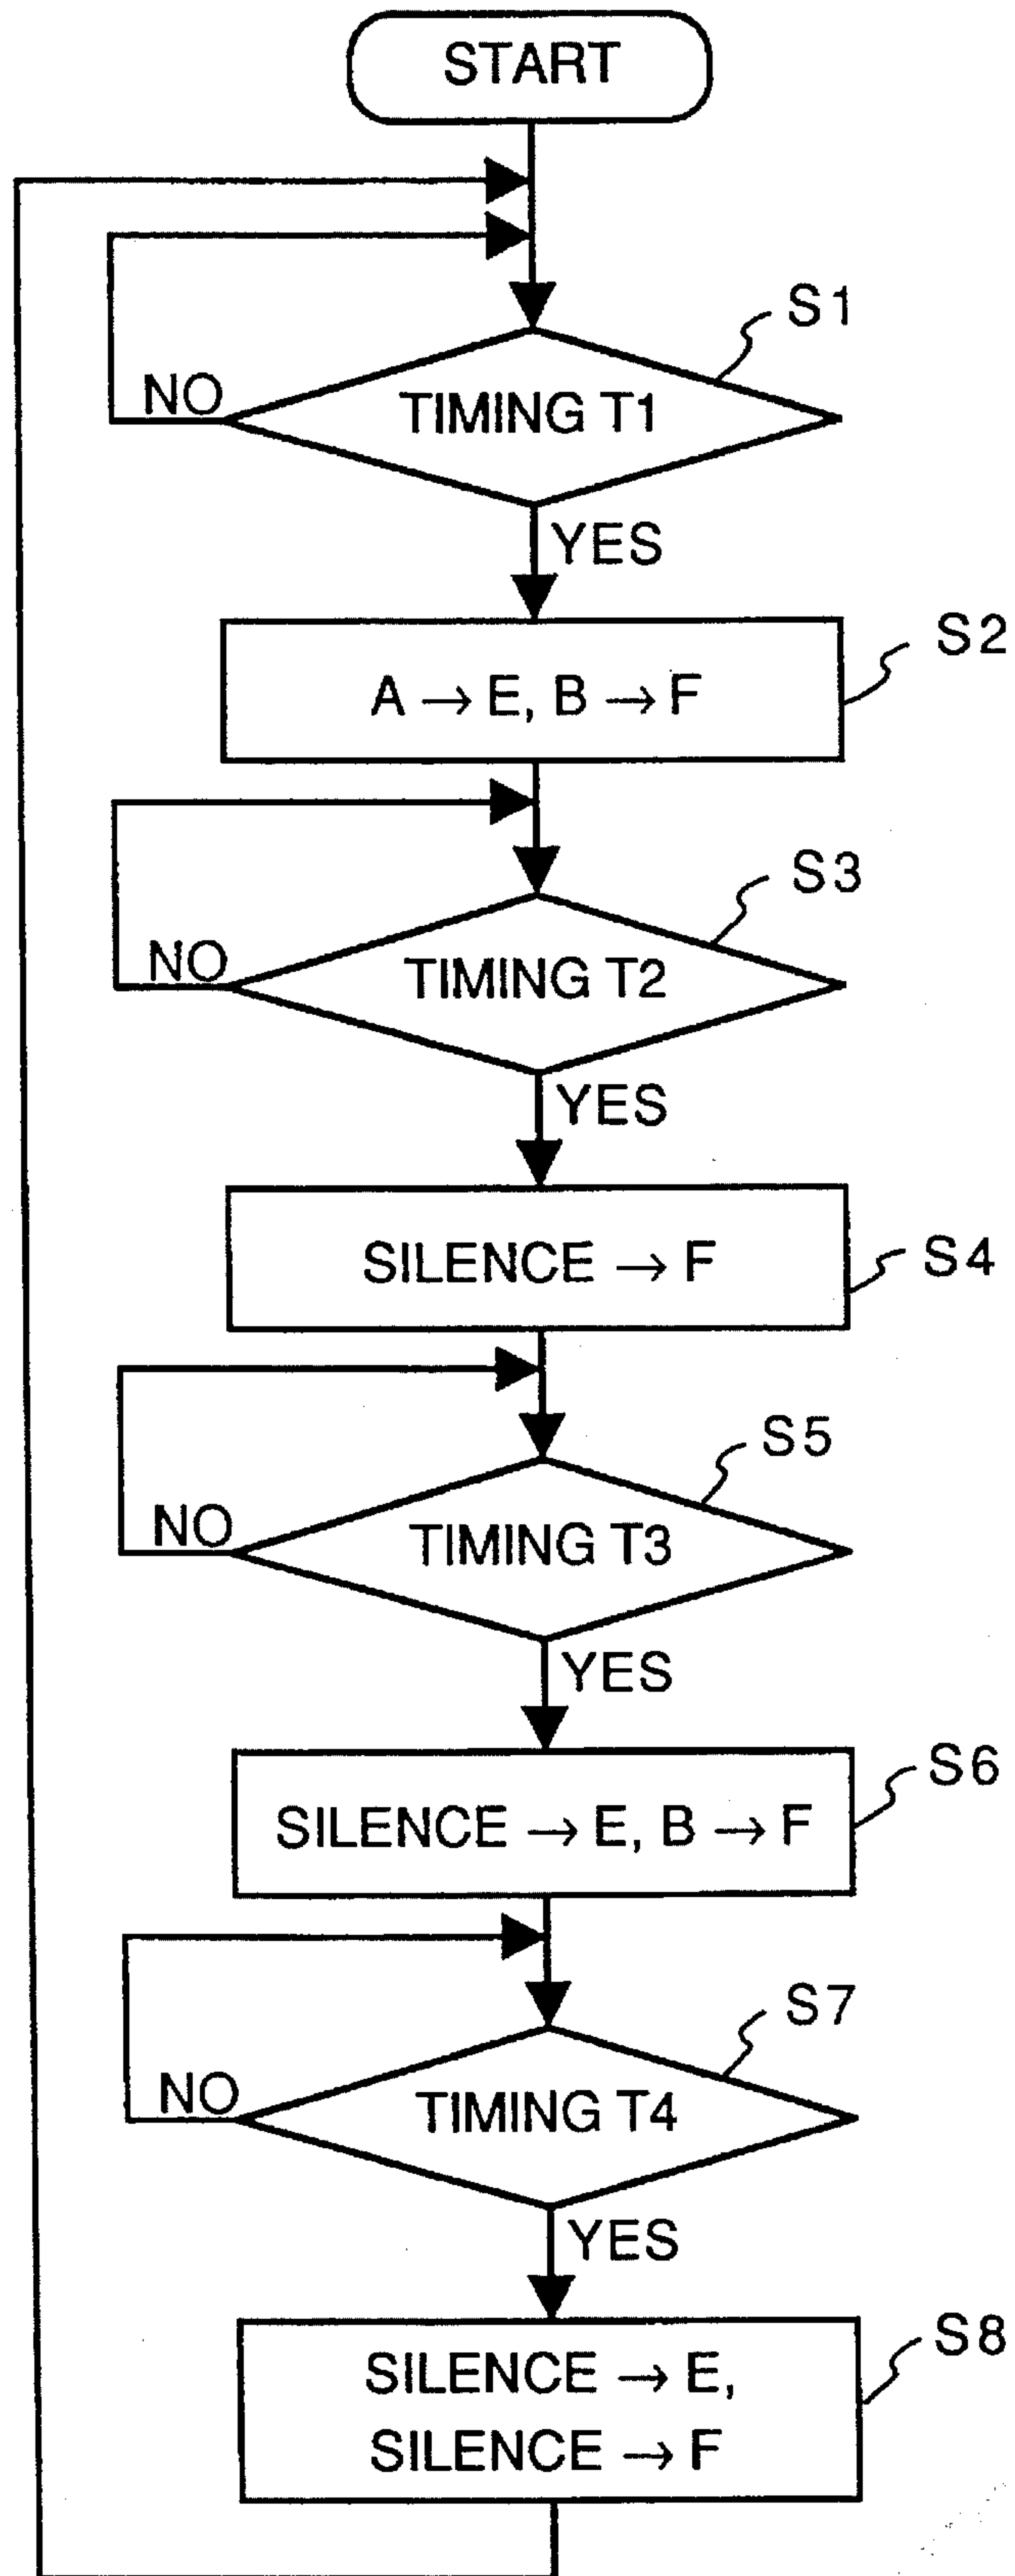 START
S1
NO
TIMING T1
YES
S2
A → E, B → F
S3
NO
TIMING T2
YES
SILENCE → F
S4
S5
NO
TIMING T3
YES
S6
SILENCE → E, B → F
S7
NO
TIMING T4
YES
S8
SILENCE → E,
SILENCE → F